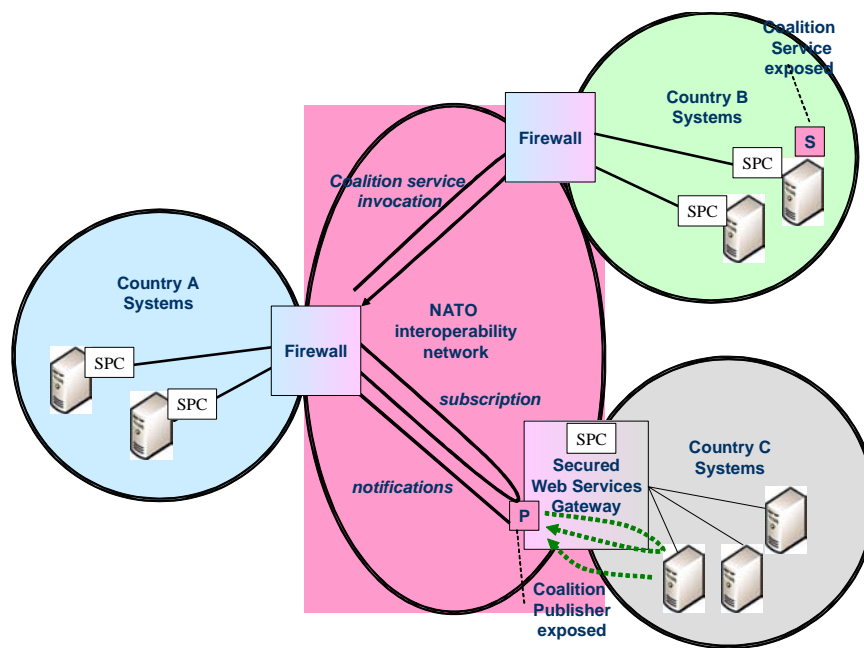 Coalition
Service
exposed
Country B
Systems
S
SPC
SPC
Firewall
Coalition service
invocation
Country A
Systems
SPC
SPC
Firewall
NATO
interoperability
network
subscription
notifications
SPC
Secured
Web Services
Gateway
P
Country C
Systems
Coalition
Publisher
exposed